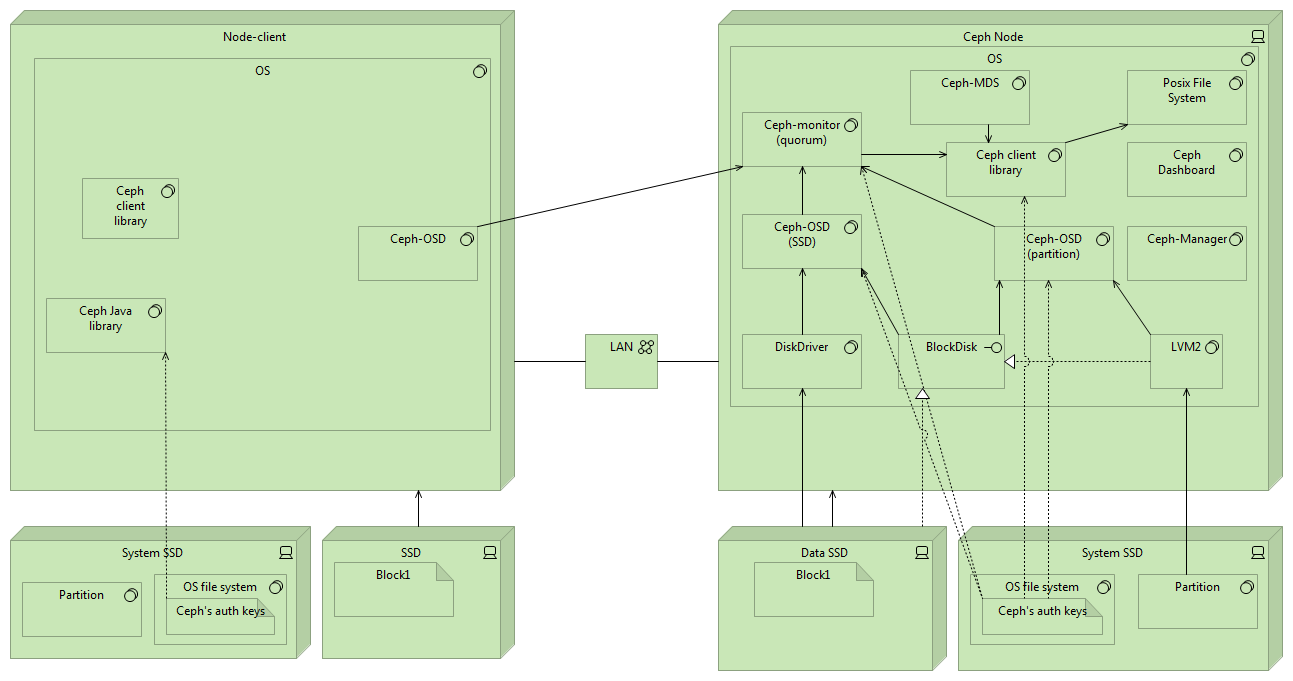 Node-client
OS
Ceph
client
library
Ceph-OSD
Ceph Java
library
LAN
System SSD
Partition
OS file system
Ceph's auth keys
SSD
Block1
Ceph Node
OS
Ceph-MDS
Posix File
System
Ceph-monitor
(quorum)
Ceph client
library
Ceph
Dashboard
Ceph-OSD
(SSD)
Ceph-OSD
(partition)
Ceph-Manager
DiskDriver
BlockDisk
LVM2
Data SSD
Block1
System SSD
OS file system
Ceph's auth keys
Partition